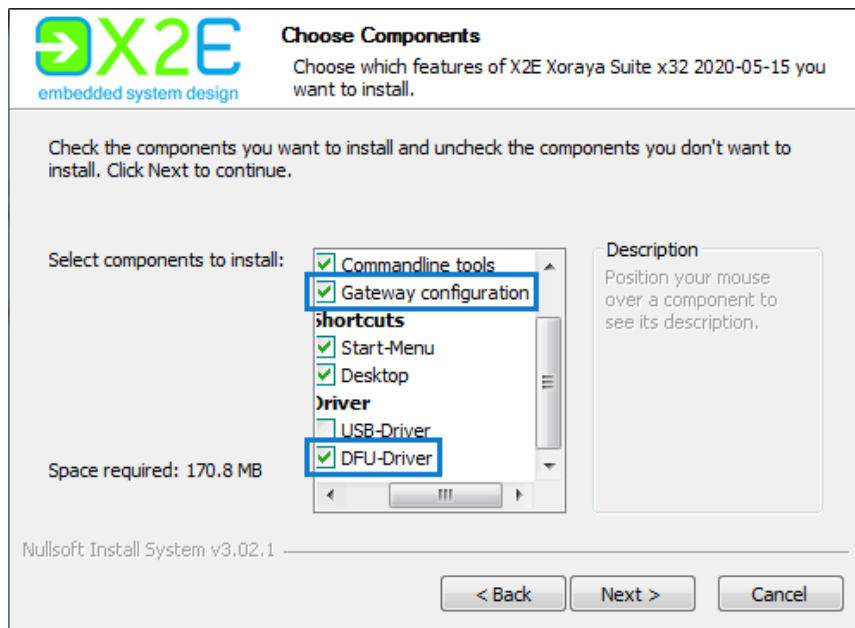 X2E
embedded system design
Choose Components
Choose which features of X2E Xoraya Suite x32 2020-05-15 you
want to install.
Check the components you want to install and uncheck the components you don't want to
install. Click Next to continue.
Select components to install:
Commandline tools
Gateway configuration
Shortcuts
Start-Menu
Desktop
Driver
USB-Driver
DFU-Driver
Description
Position your mouse
over a component to
see its description.
Space required: 170.8 MB
Nullsoft Install System v3.02.1
< Back
Next >
Cancel